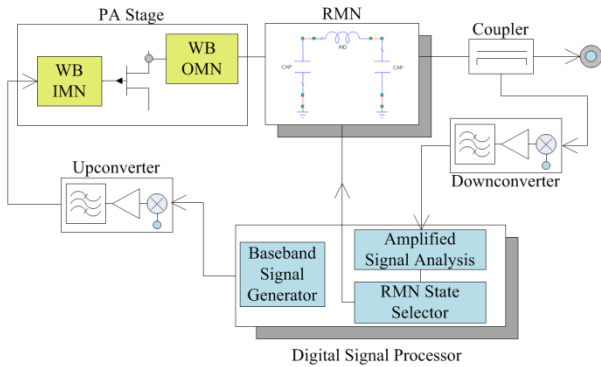 PA Stage
RMN
Coupler
WB
IMN
WB
OMN
IND
CAP
CAP
Upconverter
Downconverter
Baseband
Signal
Generator
Amplified
Signal Analysis
RMN State
Selector
Digital Signal Processor